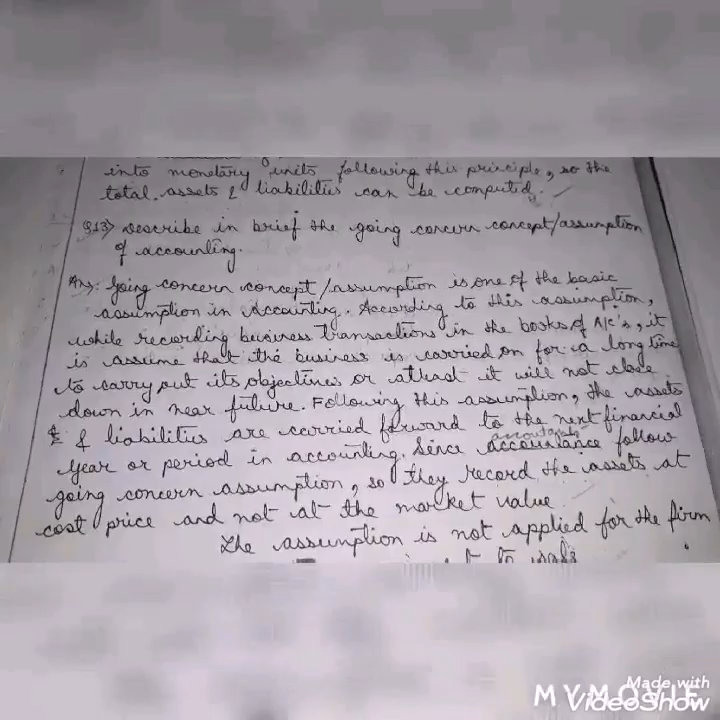 into monetary units following this principle, so the
total assets & liabilities can be computed.
Q13> Describe in brief the going concern concept/assumption
of accounting.
Ans: Going concern concept/assumption is one of the basic
assumption in Accounting. According to this assumption,
while recording business transactions in the books of A/c's, it
is assume that the business is carried on for a long time
to carry out its objectives or atleast it will not close
down in near future. Following this assumption, the assets
& liabilities are carried forward to the next financial
year or period in accounting. Since follow
going concern assumption, so they record the assets at
cost price and not at the market value.
The assumption is not applied for the firm
Made with
MYMOVIE
VideoShow